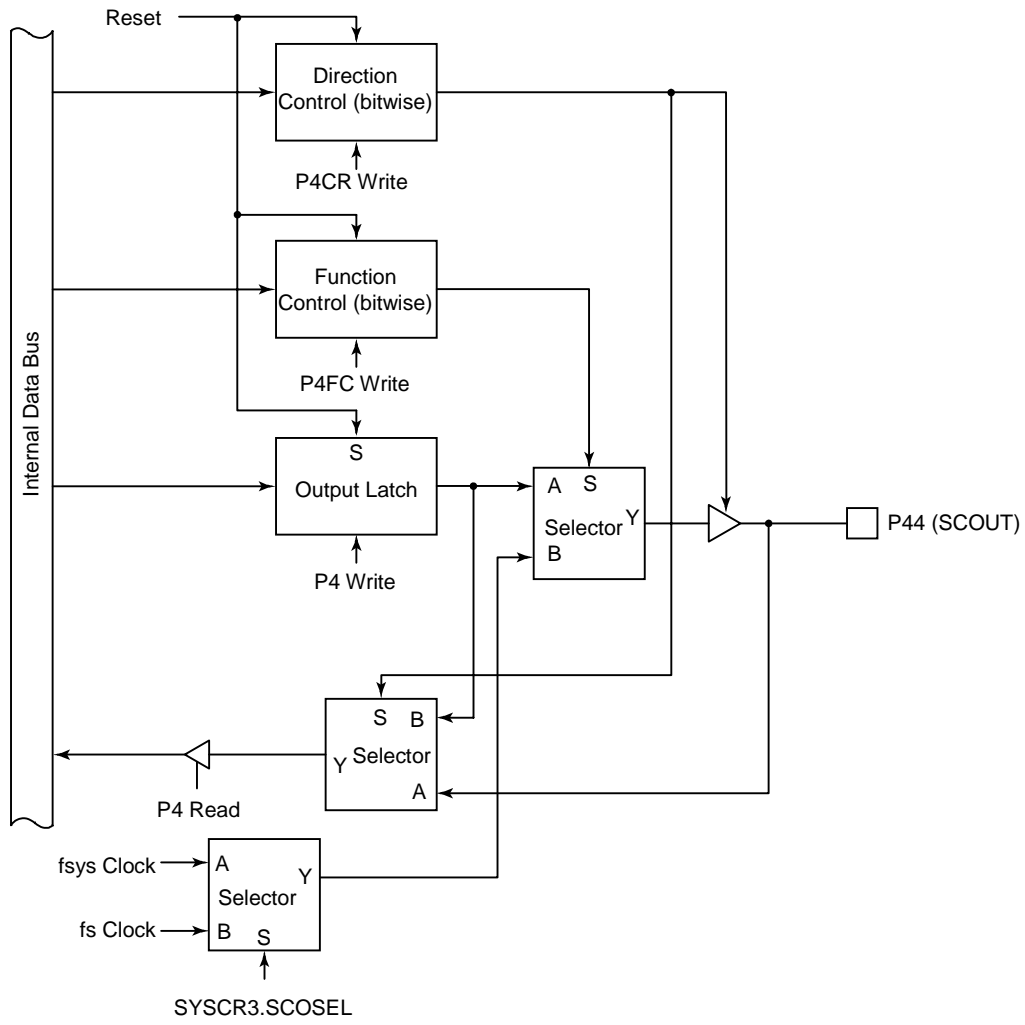 Reset
Direction
Control (bitwise)
P4CR Write
Function
Control (bitwise)
P4FC Write
Internal Data Bus
S
Output Latch
P4 Write
A S
Y
Selector
B
P44 (SCOUT)
S B
Selector
Y
A
P4 Read
fsys Clock
A
Y
Selector
fs Clock
B S
SYSCR3.SCOSEL